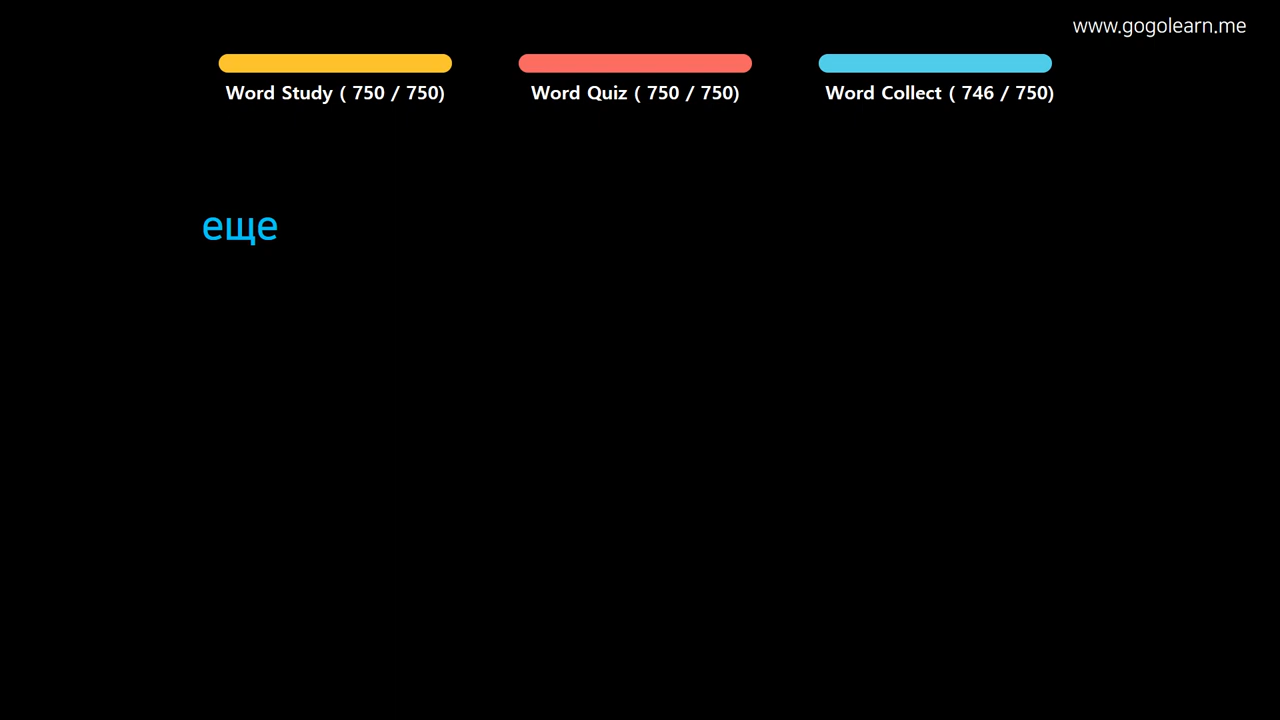 www.gogolearn.me
Word Study ( 750 / 750)
Word Quiz ( 750 / 750)
Word Collect ( 746 / 750)
еще